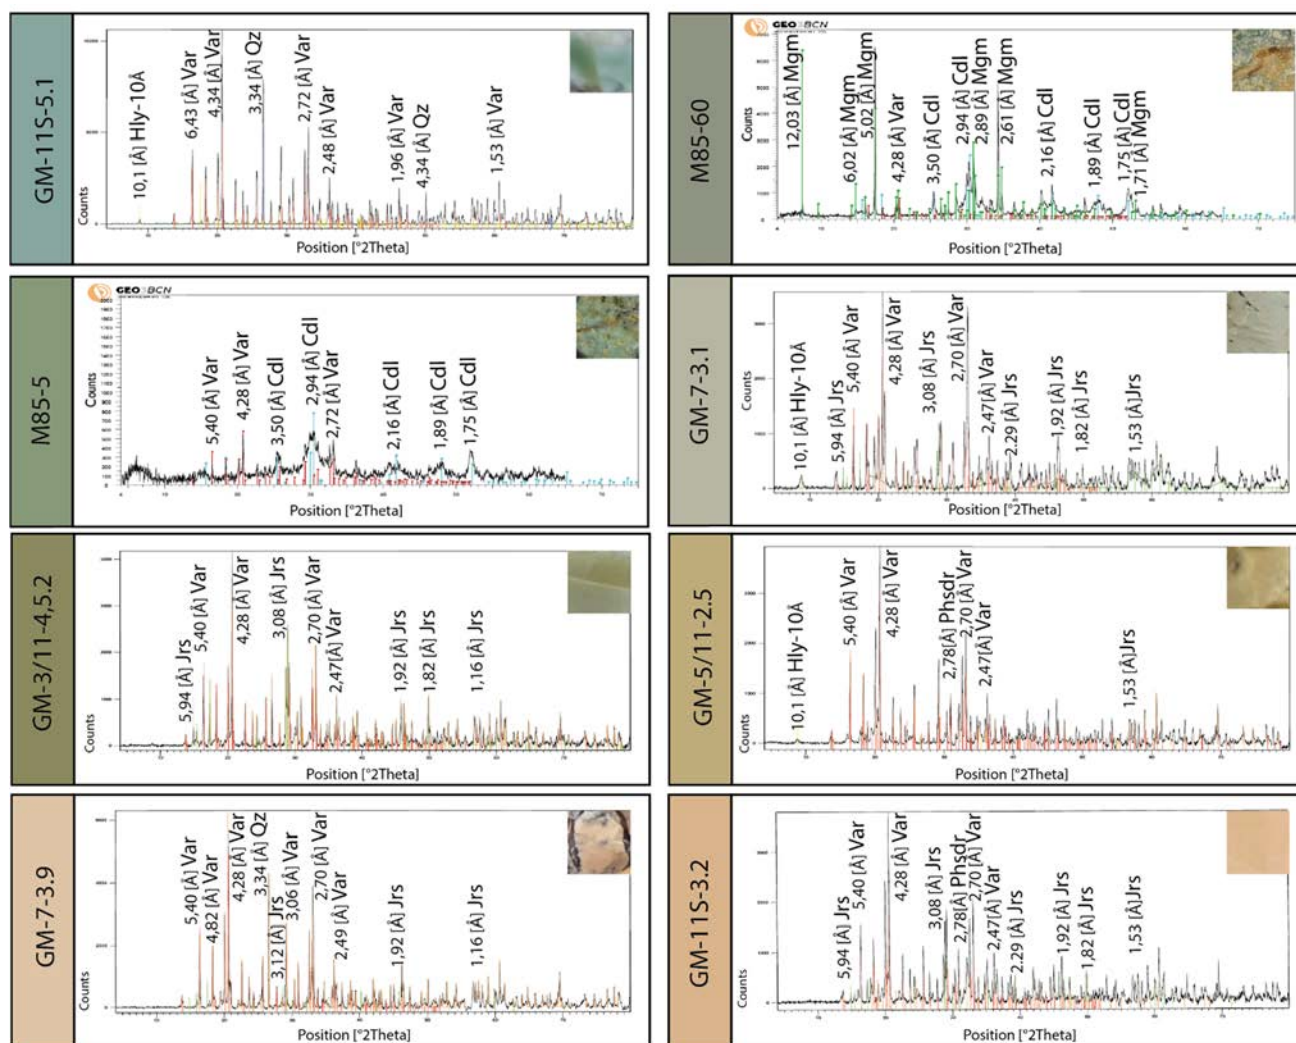 GM-11S-5.1
Counts
10,1 [Å] Hly-10Å
6,43 [Å] Var
4,34 [Å] Var
3,34 [Å] Qz
2,72 [Å] Var
2,48 [Å] Var
1,96 [Å] Var
4,34 [Å] Qz
1,53 [Å] Var
Position [°2Theta]
M85-60
GEO3BCN
Counts
12,03 [Å] Mgm
6,02 [Å] Mgm
5,02 [Å] Mgm
4,28 [Å] Var
3,50 [Å] Cdl
2,94 [Å] Cdl
2,89 [Å] Mgm
2,61 [Å] Mgm
2,16 [Å] Cdl
1,89 [Å] Cdl
1,75 [Å] Cdl
1,71 [Å] Mgm
Position [°2Theta]
M85-5
GEO3BCN
Counts
5,40 [Å] Var
4,28 [Å] Var
3,50 [Å] Cdl
2,94 [Å] Cdl
2,72 [Å] Var
2,16 [Å] Cdl
1,89 [Å] Cdl
1,75 [Å] Cdl
Position [°2Theta]
GM-7-3.1
Counts
10,1 [Å] Hly-10Å
5,94 [Å] Jrs
5,40 [Å] Var
4,28 [Å] Var
3,08 [Å] Jrs
2,70 [Å] Var
2,47 [Å] Var
2.29 [Å] Jrs
1,92 [Å] Jrs
1,82 [Å] Jrs
1,53 [Å]Jrs
Position [°2Theta]
GM-3/11-4,5.2
Counts
5,94 [Å] Jrs
5,40 [Å] Var
4,28 [Å] Var
3,08 [Å] Jrs
2,70 [Å] Var
2,47[Å] Var
1,92 [Å] Jrs
1,82 [Å] Jrs
1,16 [Å] Jrs
Position [°2Theta]
GM-5/11-2.5
Counts
10,1 [Å] Hly-10Å
5,40 [Å] Var
4,28 [Å] Var
2,78[Å] Phsdr
2,70 [Å] Var
2,47[Å] Var
1,53 [Å]Jrs
Position [°2Theta]
GM-7-3.9
Counts
5,40 [Å] Var
4,82 [Å] Var
4,28 [Å] Var
3,34 [Å] Qz
3,12 [Å] Jrs
3,06 [Å] Var
2,70 [Å] Var
2,49 [Å] Var
1,92 [Å] Jrs
1,16 [Å] Jrs
Position [°2Theta]
GM-11S-3.2
Counts
5,94 [Å] Jrs
5,40 [Å] Var
4,28 [Å] Var
3,08 [Å] Jrs
2,78[Å] Phsdr
2,70 [Å] Var
2,47[Å] Var
2.29 [Å] Jrs
1,92 [Å] Jrs
1,82 [Å] Jrs
1,53 [Å]Jrs
Position [°2Theta]